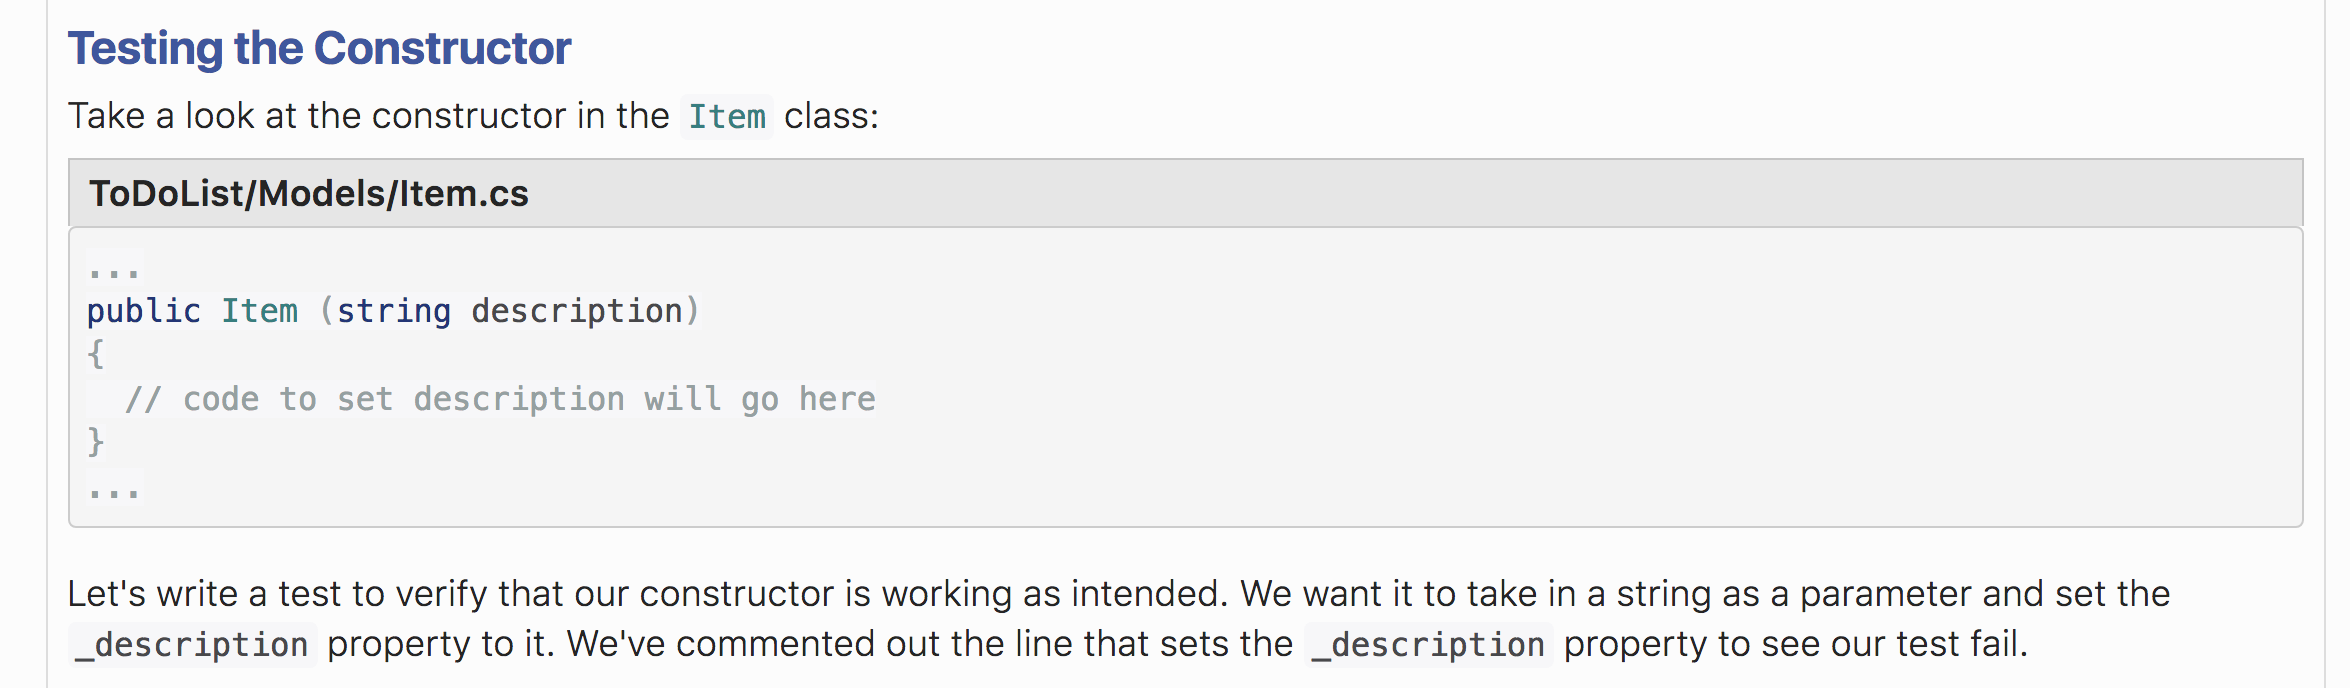 Testing the Constructor
Take a look at the constructor in the Item class:
ToDoList/Models/Item.cs
...
public Item (string description)
{
  // code to set description will go here
}
...
Let's write a test to verify that our constructor is working as intended. We want it to take in a string as a parameter and set the
_description property to it. We've commented out the line that sets the _description property to see our test fail.